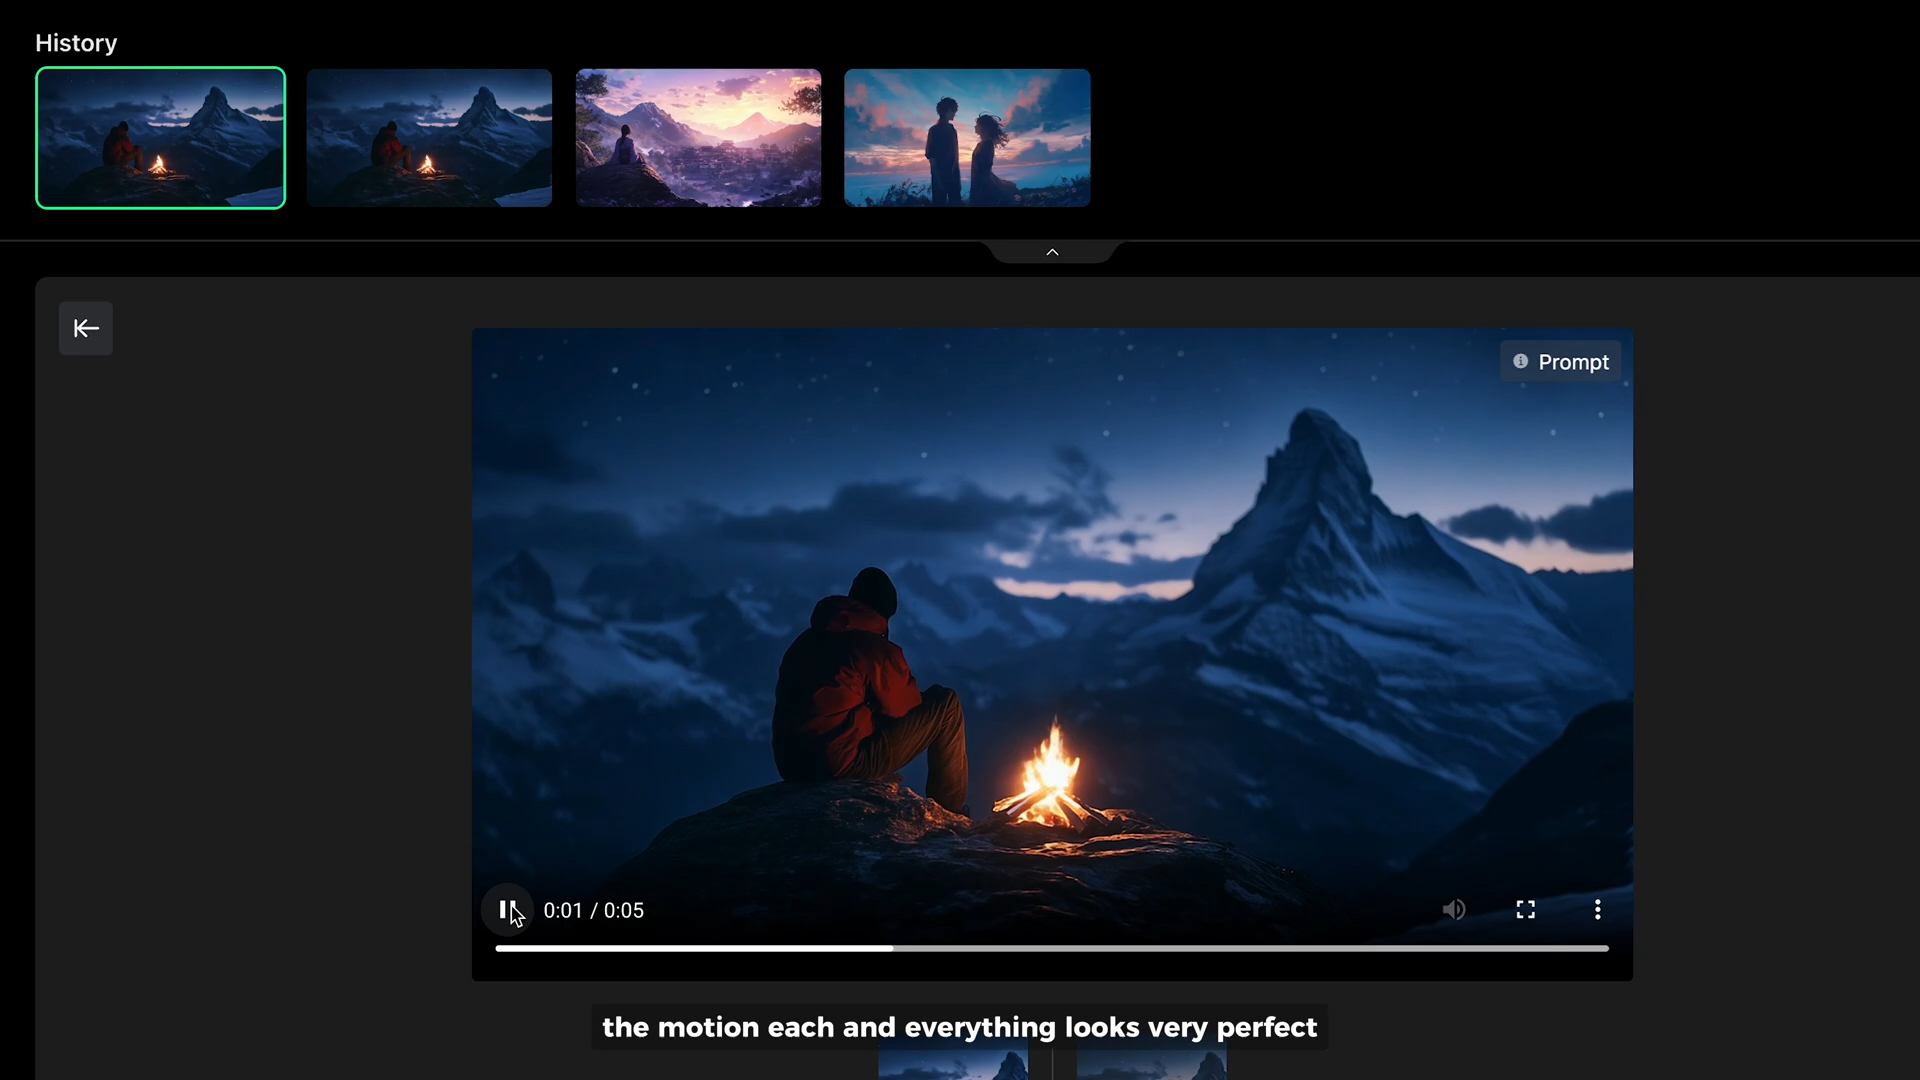 History
Prompt
0:01 / 0:05
the motion each and everything looks very perfect